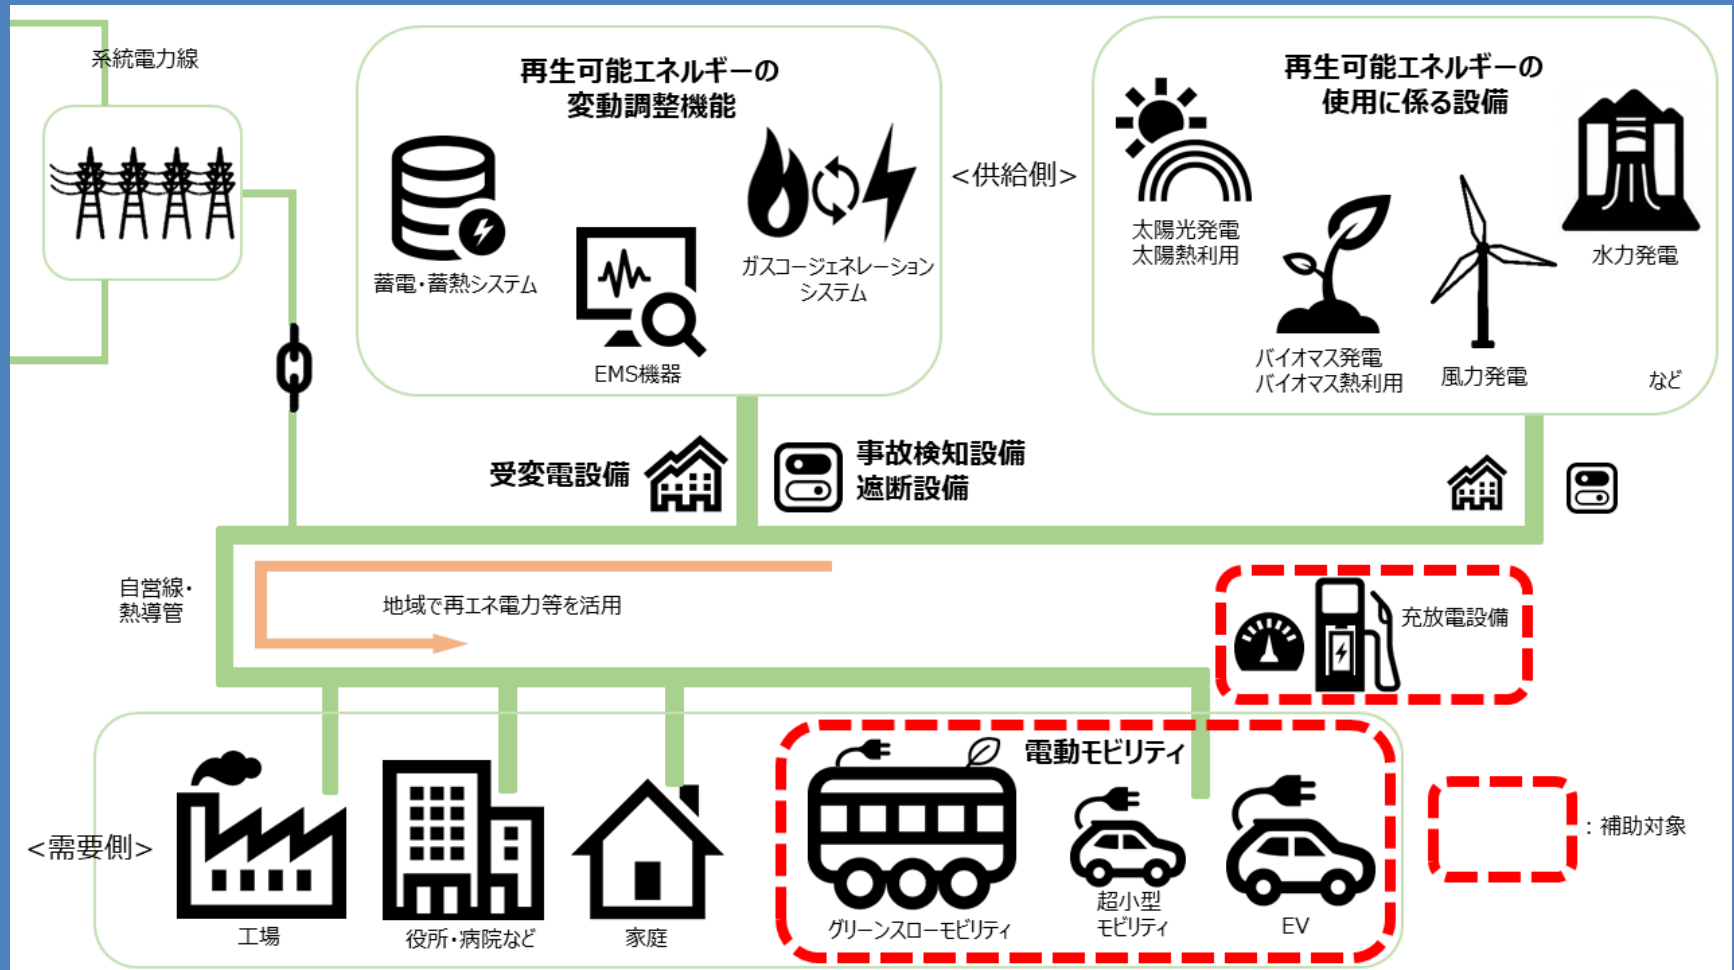 系統電力線
再生可能エネルギーの
変動調整機能
蓄電・蓄熱システム
EMS機器
ガスコージェネレーション
システム
<供給側>
再生可能エネルギーの
使用に係る設備
太陽光発電
太陽熱利用
バイオマス発電
バイオマス熱利用
風力発電
水力発電
など
受変電設備
事故検知設備
遮断設備
自営線・
熱導管
地域で再エネ電力等を活用
充放電設備
<需要側>
工場
役所・病院など
家庭
電動モビリティ
グリーンスローモビリティ
超小型
モビリティ
EV
：補助対象